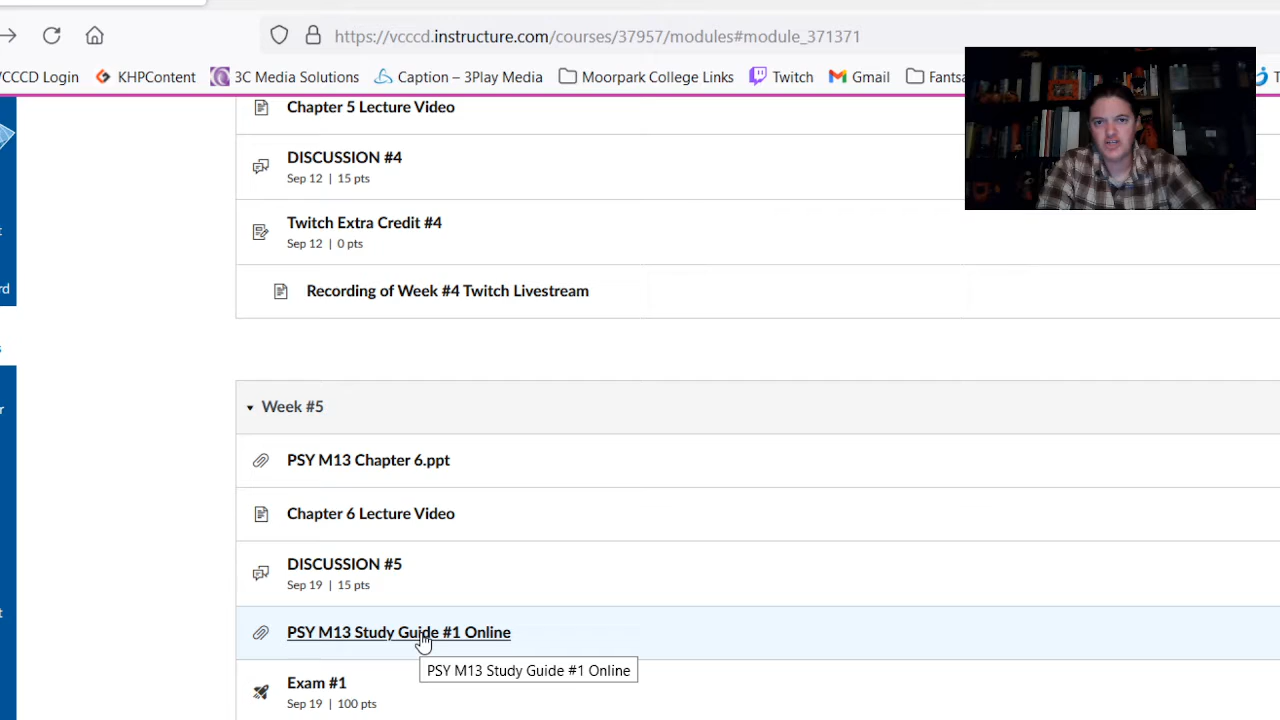 https://vcccd.instructure.com/courses/37957/modules#module_371371
VCCCD Login KHPContent 3C Media Solutions Caption – 3Play Media Moorpark College Links Twitch Gmail Fantsa T
Chapter 5 Lecture Video
DISCUSSION #4
Sep 12 | 15 pts
Twitch Extra Credit #4
Sep 12 | 0 pts
rd
Recording of Week #4 Twitch Livestream
s
Week #5
r
PSY M13 Chapter 6.ppt
Chapter 6 Lecture Video
DISCUSSION #5
Sep 19 | 15 pts
t
PSY M13 Study Guide #1 Online
PSY M13 Study Guide #1 Online
Exam #1
Sep 19 | 100 pts